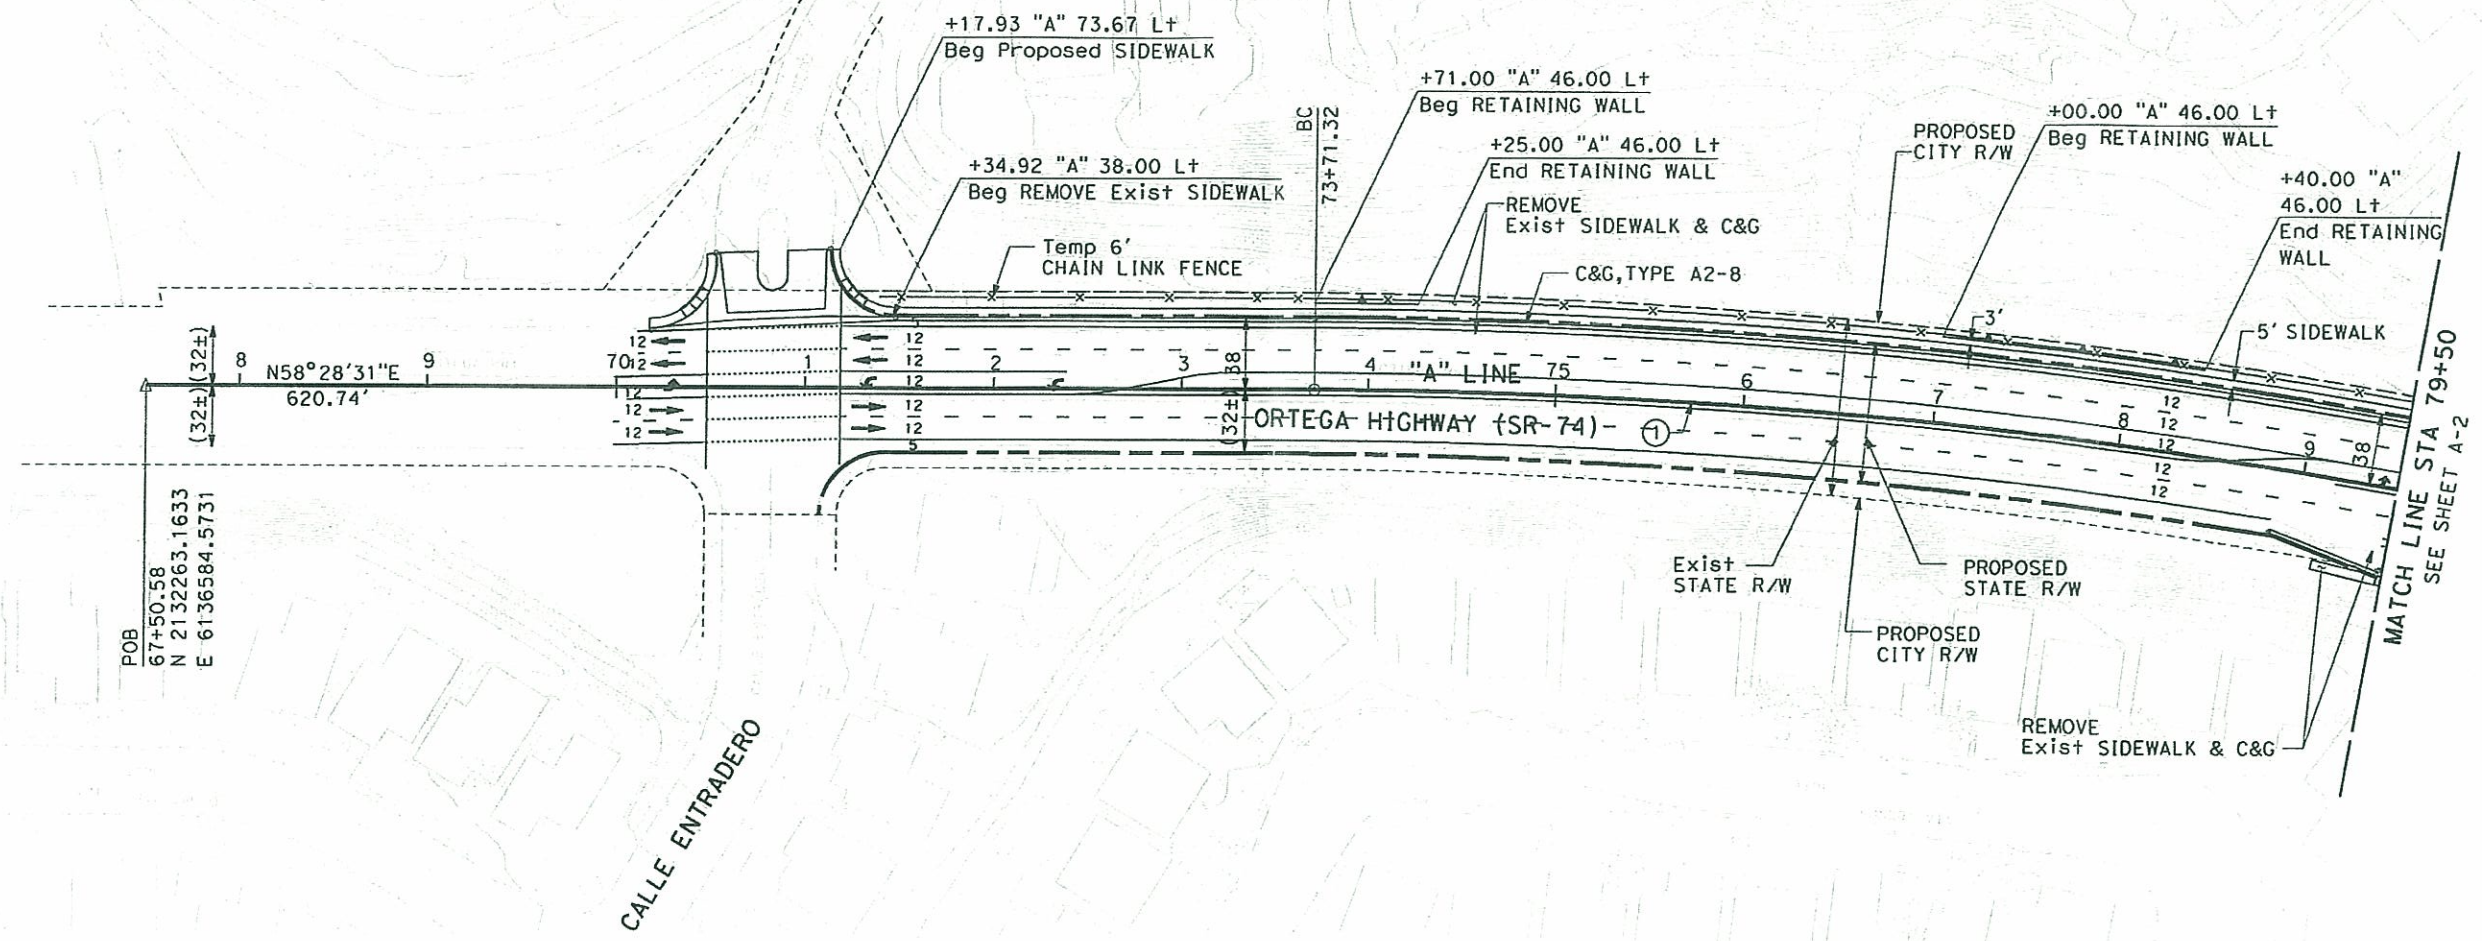 +17.93 "A" 73.67 Lt
Beg Proposed SIDEWALK
+34.92 "A" 38.00 Lt
Beg REMOVE Exist SIDEWALK
Temp 6'
CHAIN LINK FENCE
BC
73+71.32
+71.00 "A" 46.00 Lt
Beg RETAINING WALL
+25.00 "A" 46.00 Lt
End RETAINING WALL
REMOVE
Exist SIDEWALK & C&G
C&G,TYPE A2-8
PROPOSED
CITY R/W
+00.00 "A" 46.00 Lt
Beg RETAINING WALL
+40.00 "A"
46.00 Lt
End RETAINING
WALL
3'
5' SIDEWALK
(32±)
(32±)
8
N58°28'31"E
620.74'
9
70
12
12
12
12
12
1
12
12
12
12
12
5
5
2
3
38
(32±)
4
"A" LINE
75
6
7
8
9
ORTEGA HIGHWAY (SR-74)
1
12
12
12
12
12
38
POB
67+50.58
N 2132263.1633
E 6136584.5731
CALLE ENTRADERO
Exist
STATE R/W
PROPOSED
STATE R/W
PROPOSED
CITY R/W
REMOVE
Exist SIDEWALK & C&G
MATCH LINE STA 79+50
SEE SHEET A-2